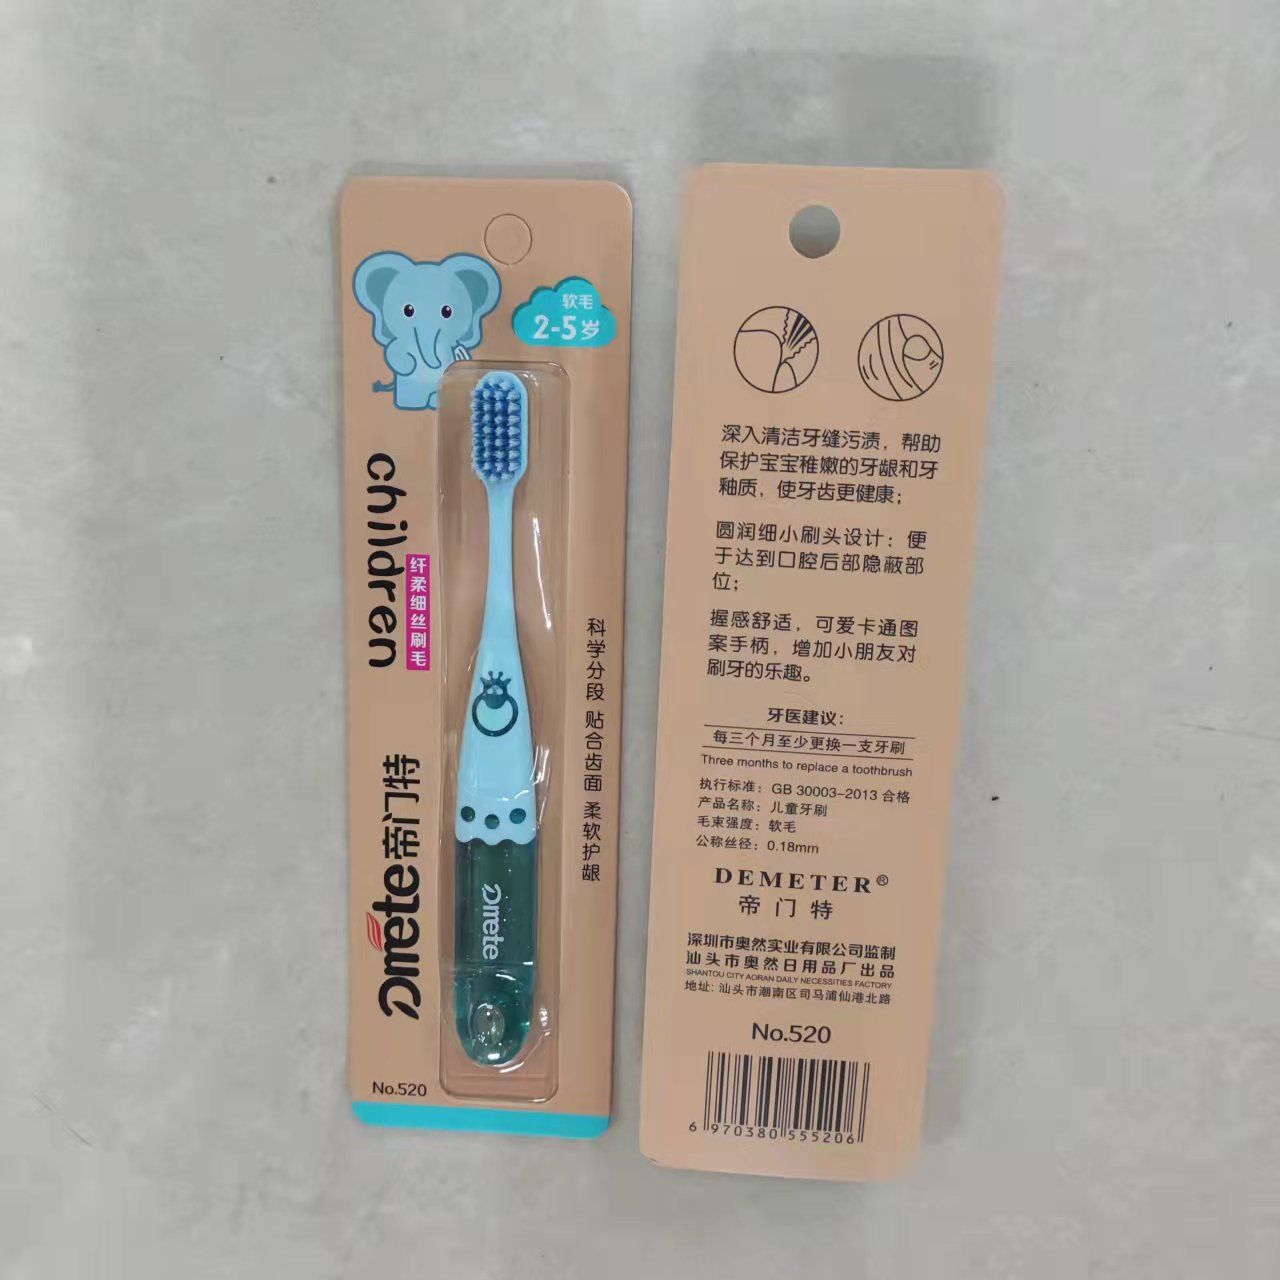 软毛
2-5岁
children
纤柔细丝刷毛
Dmete帝门特
科学分段 贴合齿面 柔软护龈
Dmete
No.520
深入清洁牙缝污渍，帮助
保护宝宝稚嫩的牙龈和牙
釉质，使牙齿更健康；
圆润细小刷头设计：便
于达到口腔后部隐蔽部
位；
握感舒适，可爱卡通图
案手柄，增加小朋友对
刷牙的乐趣。
牙医建议：
每三个月至少更换一支牙刷
Three months to replace a toothbrush
执行标准：GB 30003-2013 合格
产品名称：儿童牙刷
毛束强度：软毛
公称丝径：0.18mm
DEMETER®
帝门特
深圳市奥然实业有限公司监制
汕头市奥然日用品厂出品
SHANTOU CITY AORAN DAILY NECESSITIES FACTORY
地址：汕头市潮南区司马浦仙港北路
No.520
6 970380 555206